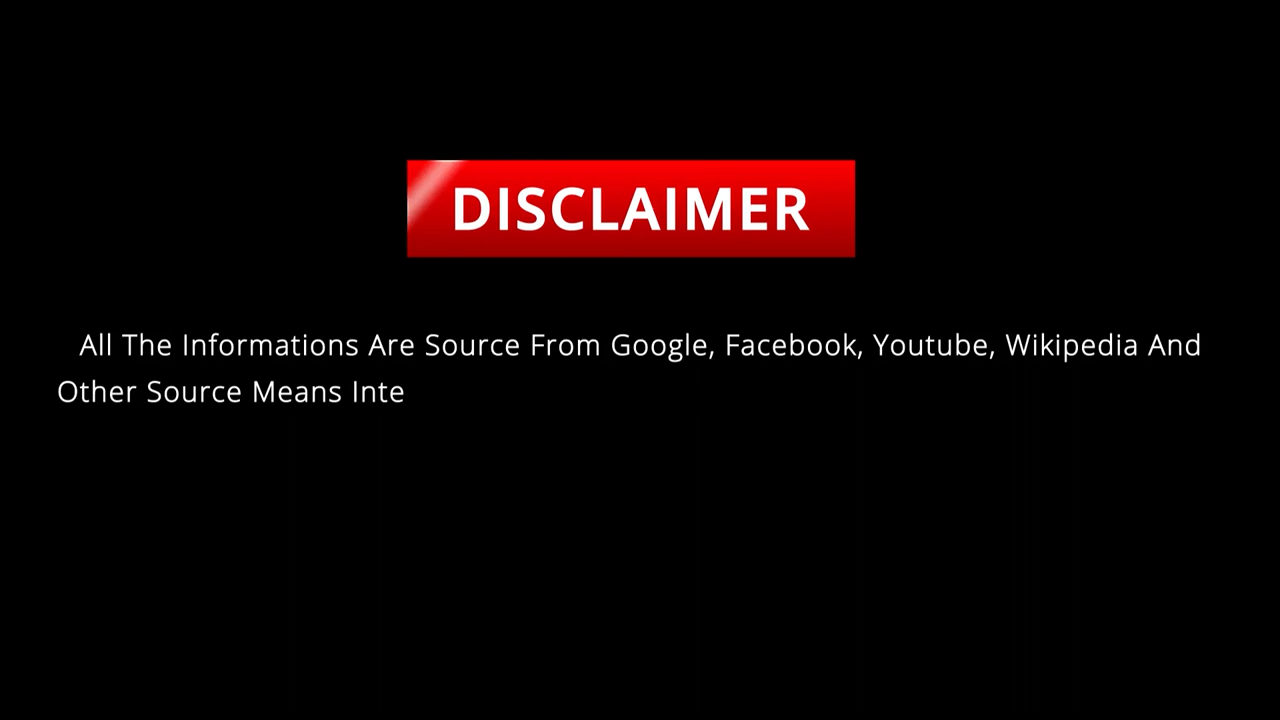 DISCLAIMER
All The Informations Are Source From Google, Facebook, Youtube, Wikipedia And
Other Source Means Inte